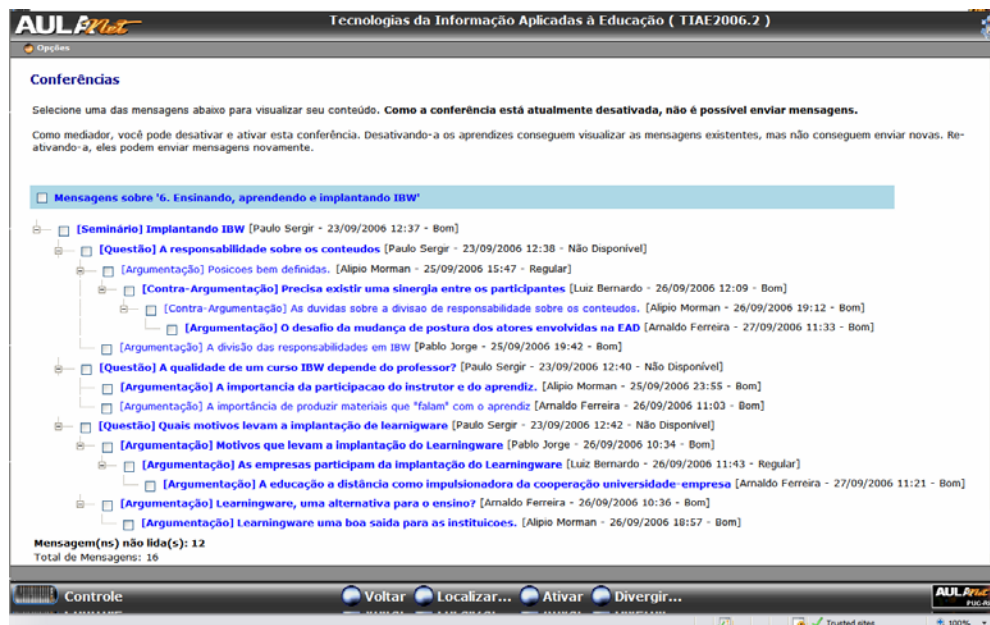 AULANet
Tecnologias da Informação Aplicadas à Educação ( TIAE2006.2 )
Opções
Conferências
Selecione uma das mensagens abaixo para visualizar seu conteúdo. Como a conferência está atualmente desativada, não é possível enviar mensagens.
Como mediador, você pode desativar e ativar esta conferência. Desativando-a os aprendizes conseguem visualizar as mensagens existentes, mas não conseguem enviar novas. Re-
ativando-a, eles podem enviar mensagens novamente.
Mensagens sobre '6. Ensinando, aprendendo e implantando IBW'
[Seminário] Implantando IBW [Paulo Sergir - 23/09/2006 12:37 - Bom]
[Questão] A responsabilidade sobre os conteudos [Paulo Sergir - 23/09/2006 12:38 - Não Disponível]
[Argumentação] Posicoes bem definidas. [Alipio Morman - 25/09/2006 15:47 - Regular]
[Contra-Argumentação] Precisa existir uma sinergia entre os participantes [Luiz Bernardo - 26/09/2006 12:09 - Bom]
[Contra-Argumentação] As duvidas sobre a divisao de responsabilidade sobre os conteudos. [Alipio Morman - 26/09/2006 19:12 - Bom]
[Argumentação] O desafio da mudança de postura dos atores envolvidas na EAD [Arnaldo Ferreira - 27/09/2006 11:33 - Bom]
[Argumentação] A divisão das responsabilidades em IBW [Pablo Jorge - 25/09/2006 19:42 - Bom]
[Questão] A qualidade de um curso IBW depende do professor? [Paulo Sergir - 23/09/2006 12:40 - Não Disponível]
[Argumentação] A importancia da participacao do instrutor e do aprendiz. [Alipio Morman - 25/09/2006 23:55 - Bom]
[Argumentação] A importância de produzir materiais que "falam" com o aprendiz [Arnaldo Ferreira - 26/09/2006 11:03 - Bom]
[Questão] Quais motivos levam a implantação de learnigware [Paulo Sergir - 23/09/2006 12:42 - Não Disponível]
[Argumentação] Motivos que levam a implantação do Learningware [Pablo Jorge - 26/09/2006 10:34 - Bom]
[Argumentação] As empresas participam da implantação do Learningware [Luiz Bernardo - 26/09/2006 11:43 - Regular]
[Argumentação] A educação a distância como impulsionadora da cooperação universidade-empresa [Arnaldo Ferreira - 27/09/2006 11:21 - Bom]
[Argumentação] Learningware, uma alternativa para o ensino? [Arnaldo Ferreira - 26/09/2006 10:36 - Bom]
[Argumentação] Learningware uma boa saida para as instituicoes. [Alipio Morman - 26/09/2006 18:57 - Bom]
Mensagem(ns) não lida(s): 12
Total de Mensagens: 16
Controle Voltar Localizar... Ativar Divergir... AULANet
Trusted sites 100%